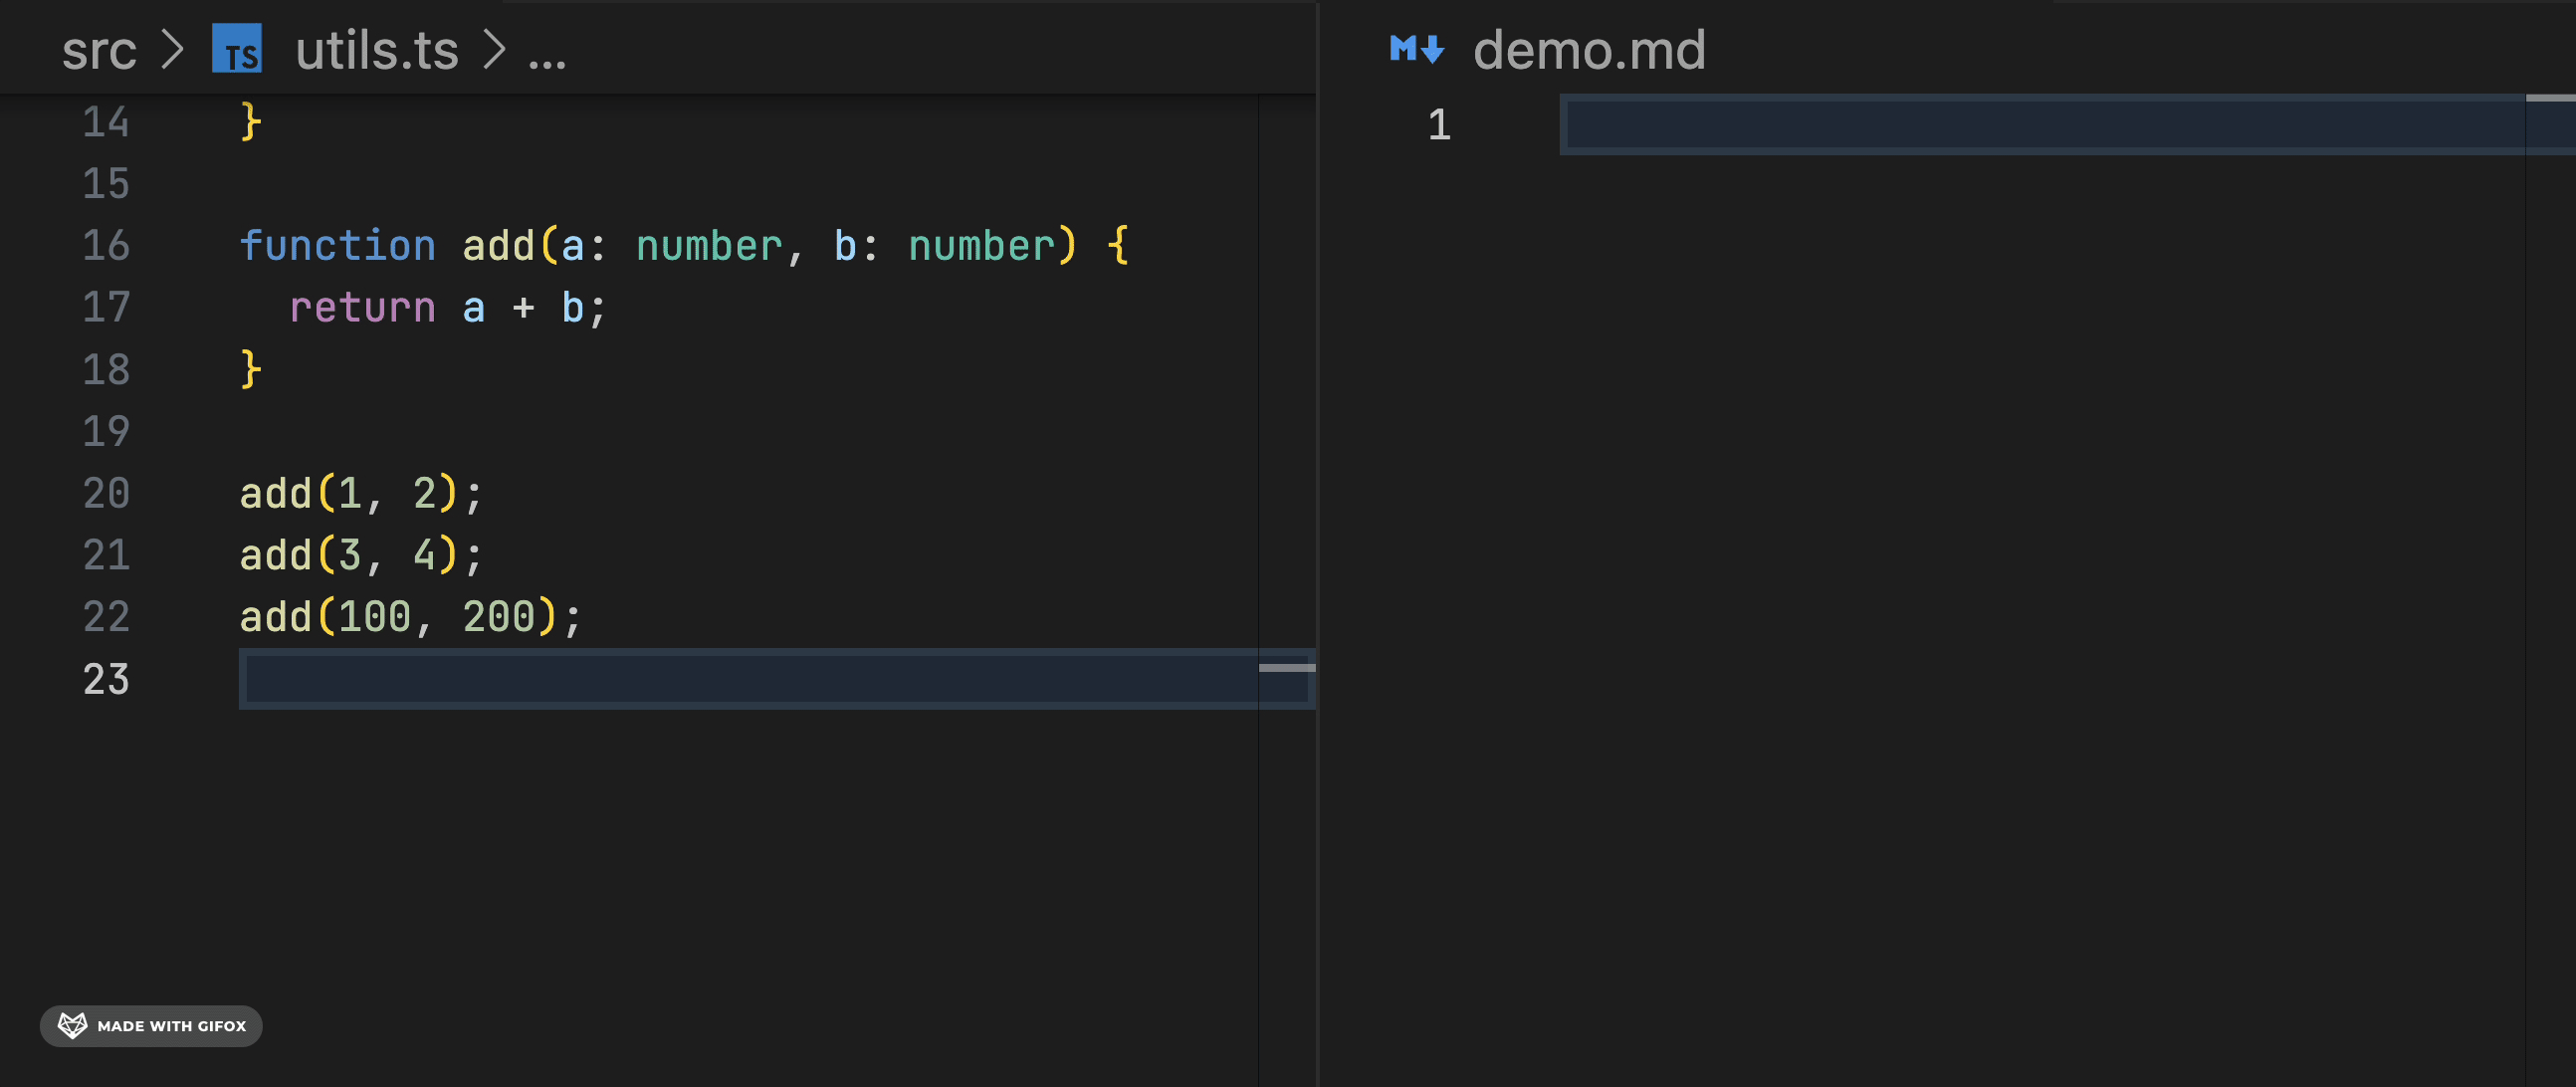 src > TS utils.ts > ...
14 }
15
16 function add(a: number, b: number) {
17   return a + b;
18 }
19
20 add(1, 2);
21 add(3, 4);
22 add(100, 200);
23
MADE WITH GIFOX
M↓ demo.md
1